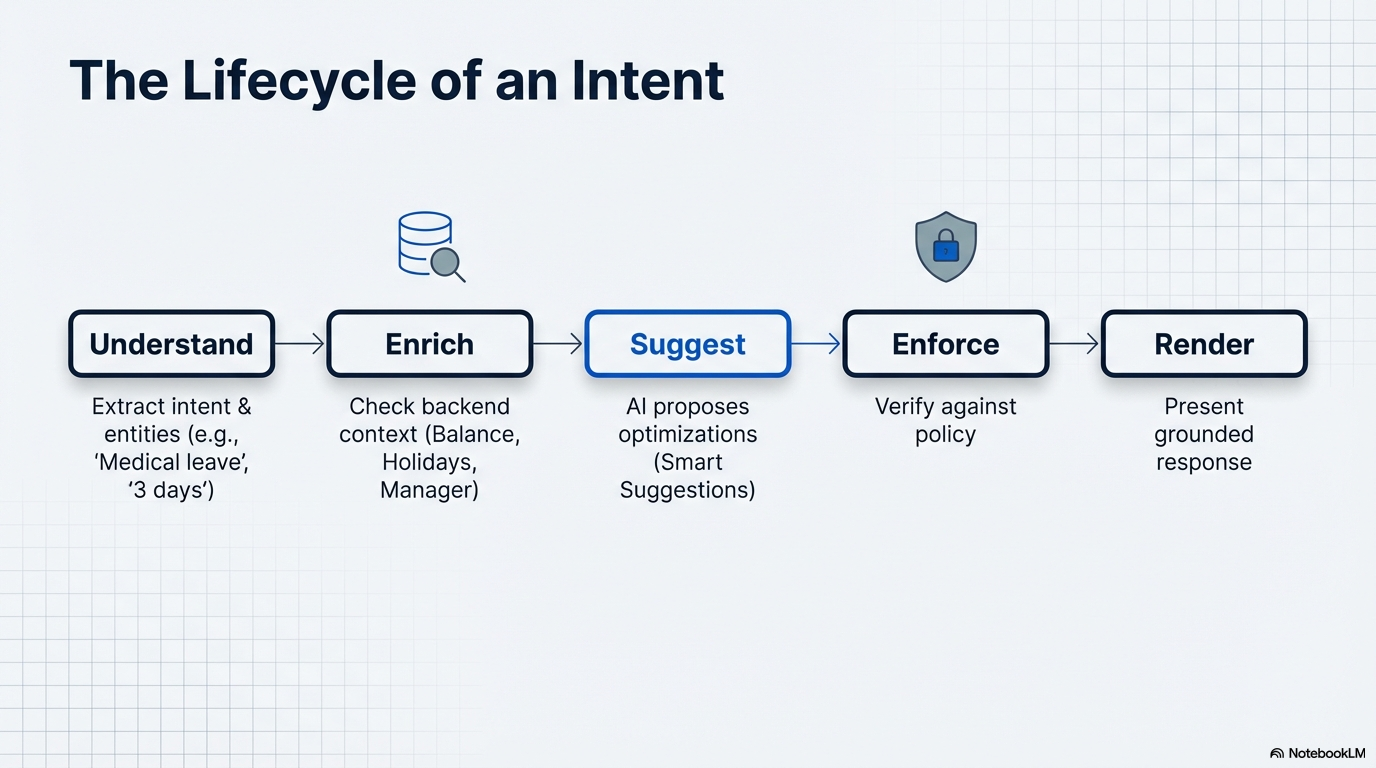 The Lifecycle of an Intent
Understand
Extract intent &
entities (e.g.,
‘Medical leave’,
‘3 days’)
Enrich
Check backend
context (Balance,
Holidays,
Manager)
Suggest
AI proposes
optimizations
(Smart
Suggestions)
Enforce
Verify against
policy
Render
Present
grounded
response
NotebookLM